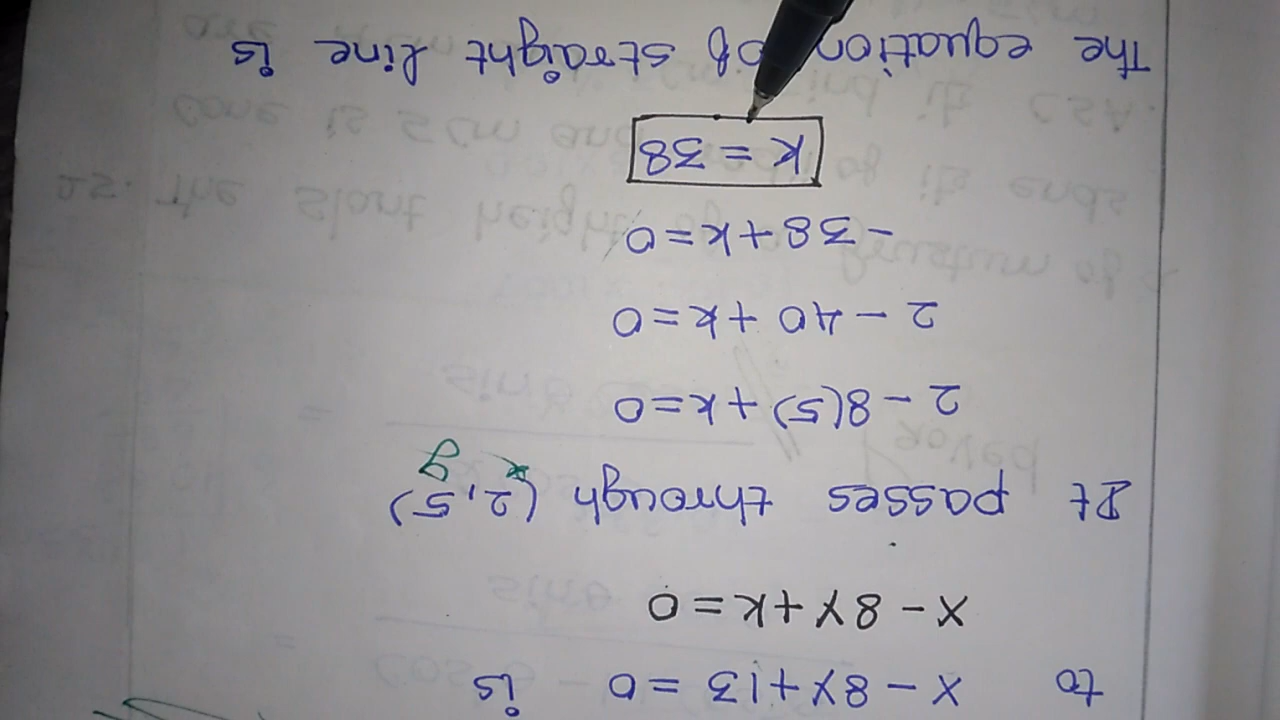 to x - 8y + 13 = 0 is
x - 8y + k = 0
It passes through (2, 5)
x y
2 - 8(5) + k = 0
2 - 40 + k = 0
- 38 + k = 0
k = 38
The equation of straight line is